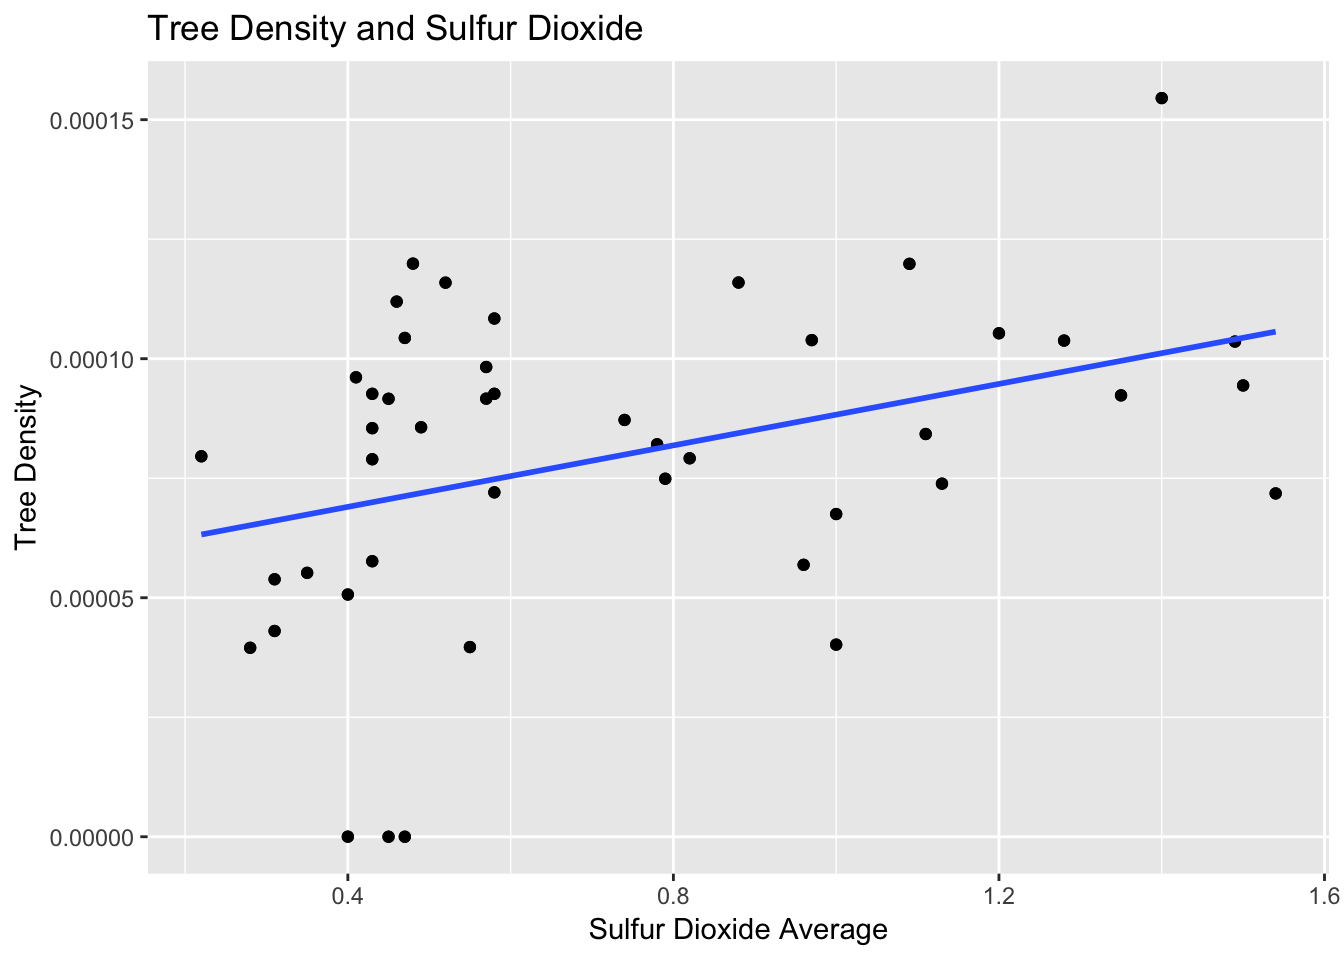 Tree Density and Sulfur Dioxide
0.00015
0.00010
0.00005
0.00000
Tree Density
0.4 0.8 1.2 1.6
Sulfur Dioxide Average